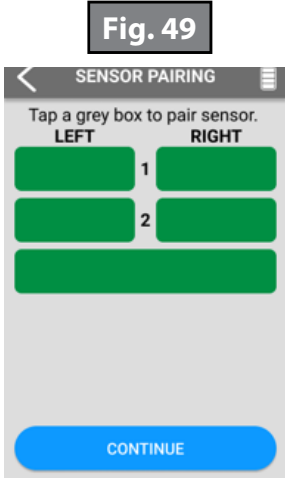 Fig. 49
SENSOR PAIRING
Tap a grey box to pair sensor.
LEFT RIGHT
1
2
CONTINUE